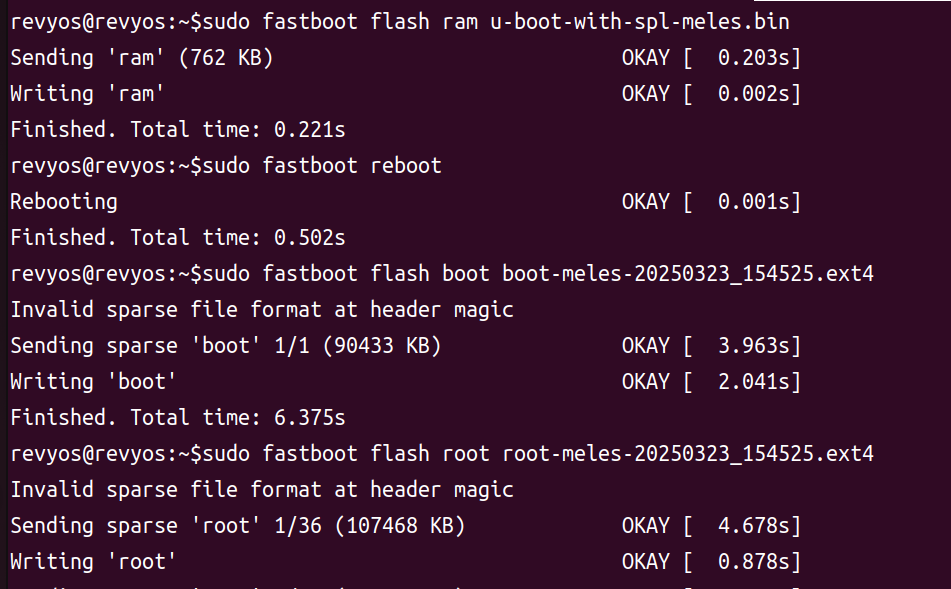 revyos@revyos:~$sudo fastboot flash ram u-boot-with-spl-meles.bin
Sending 'ram' (762 KB)                             OKAY [  0.203s]
Writing 'ram'                                      OKAY [  0.002s]
Finished. Total time: 0.221s
revyos@revyos:~$sudo fastboot reboot
Rebooting                                          OKAY [  0.001s]
Finished. Total time: 0.502s
revyos@revyos:~$sudo fastboot flash boot boot-meles-20250323_154525.ext4
Invalid sparse file format at header magic
Sending sparse 'boot' 1/1 (90433 KB)               OKAY [  3.963s]
Writing 'boot'                                     OKAY [  2.041s]
Finished. Total time: 6.375s
revyos@revyos:~$sudo fastboot flash root root-meles-20250323_154525.ext4
Invalid sparse file format at header magic
Sending sparse 'root' 1/36 (107468 KB)             OKAY [  4.678s]
Writing 'root'                                     OKAY [  0.878s]